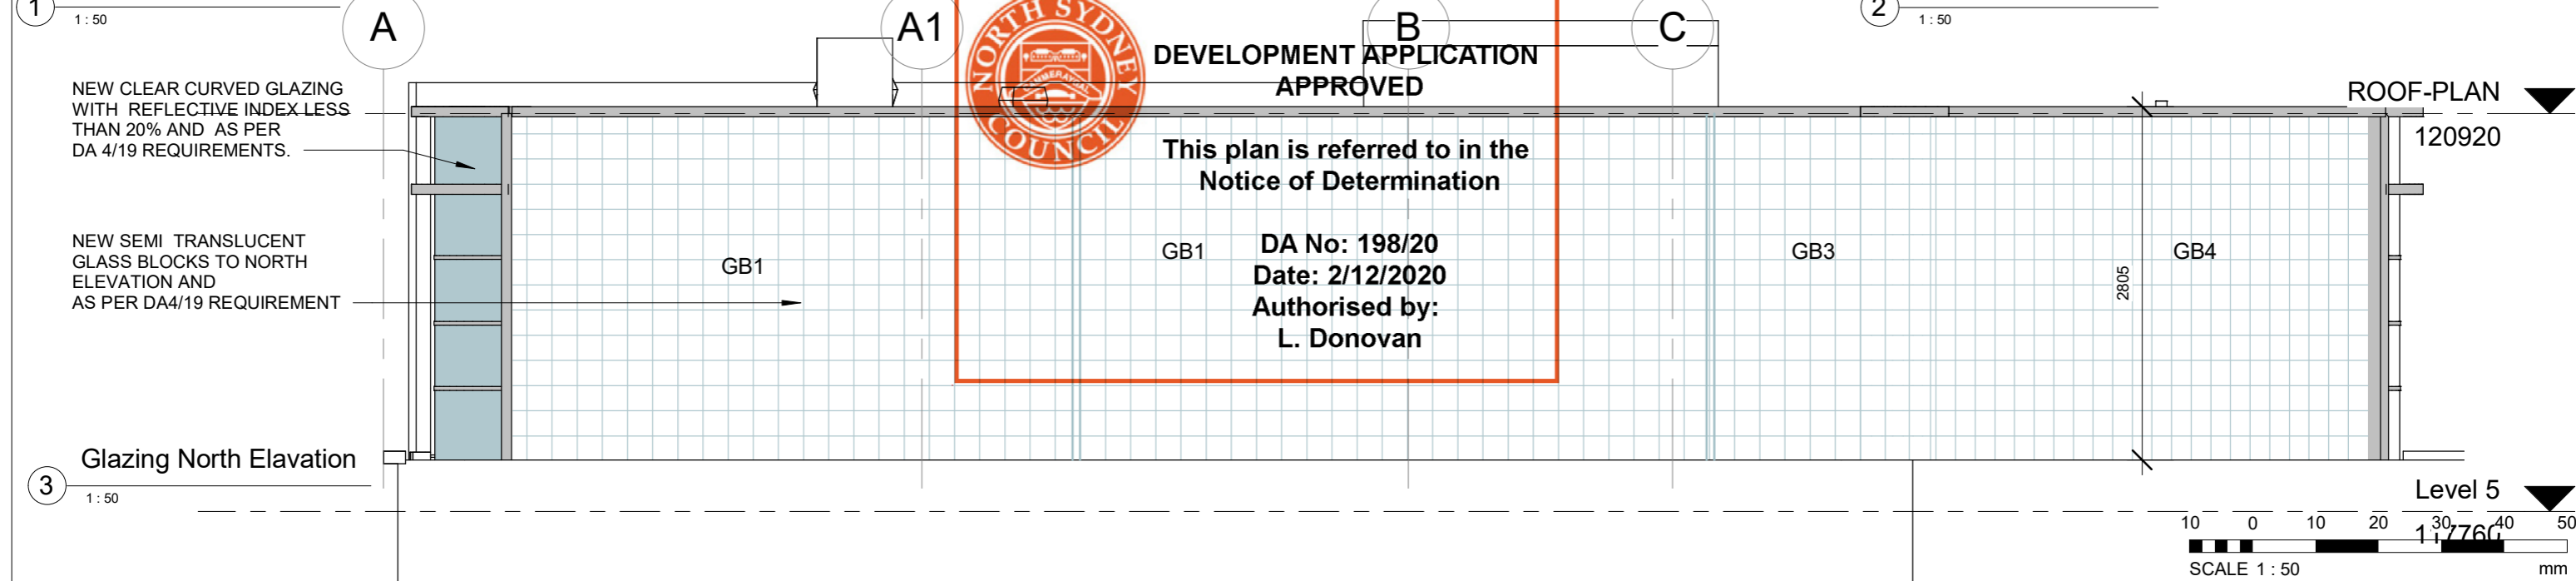 1
1 : 50
2
1 : 50
A
A1
B
C
NORTH SYDNEY
COUNCIL
DEVELOPMENT APPLICATION
APPROVED
This plan is referred to in the
Notice of Determination
DA No: 198/20
Date: 2/12/2020
Authorised by:
L. Donovan
NEW CLEAR CURVED GLAZING
WITH REFLECTIVE INDEX LESS
THAN 20% AND AS PER
DA 4/19 REQUIREMENTS.
NEW SEMI TRANSLUCENT
GLASS BLOCKS TO NORTH
ELEVATION AND
AS PER DA4/19 REQUIREMENT
GB1
GB1
GB3
GB4
2805
ROOF-PLAN
120920
Glazing North Elavation
3
1 : 50
Level 5
117760
10 0 10 20 30 40 50
SCALE 1 : 50
mm